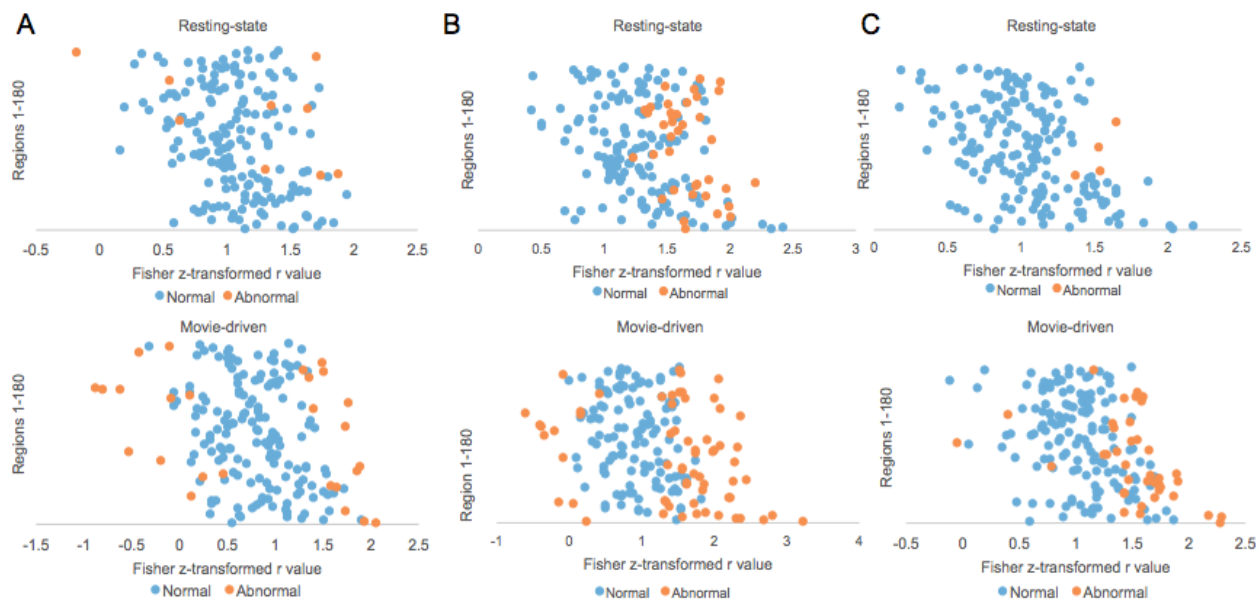 A
Resting-state
Regions 1-180
-0.5 0 0.5 1 1.5 2 2.5
Fisher z-transformed r value
Normal Abnormal
Movie-driven
Regions 1-180
-1.5 -1 -0.5 0 0.5 1 1.5 2 2.5
Fisher z-transformed r value
Normal Abnormal
B
Resting-state
Regions 1-180
0 0.5 1 1.5 2 2.5 3
Fisher z-transformed r value
Normal Abnormal
Movie-driven
Region 1-180
-1 0 1 2 3 4
Fisher z-transformed r value
Normal Abnormal
C
Resting-state
Regions 1-180
0 0.5 1 1.5 2 2.5
Fisher z-transformed r value
Normal Abnormal
Movie-driven
Regions 1-180
-0.5 0 0.5 1 1.5 2 2.5
Fisher z-transformed r value
Normal Abnormal